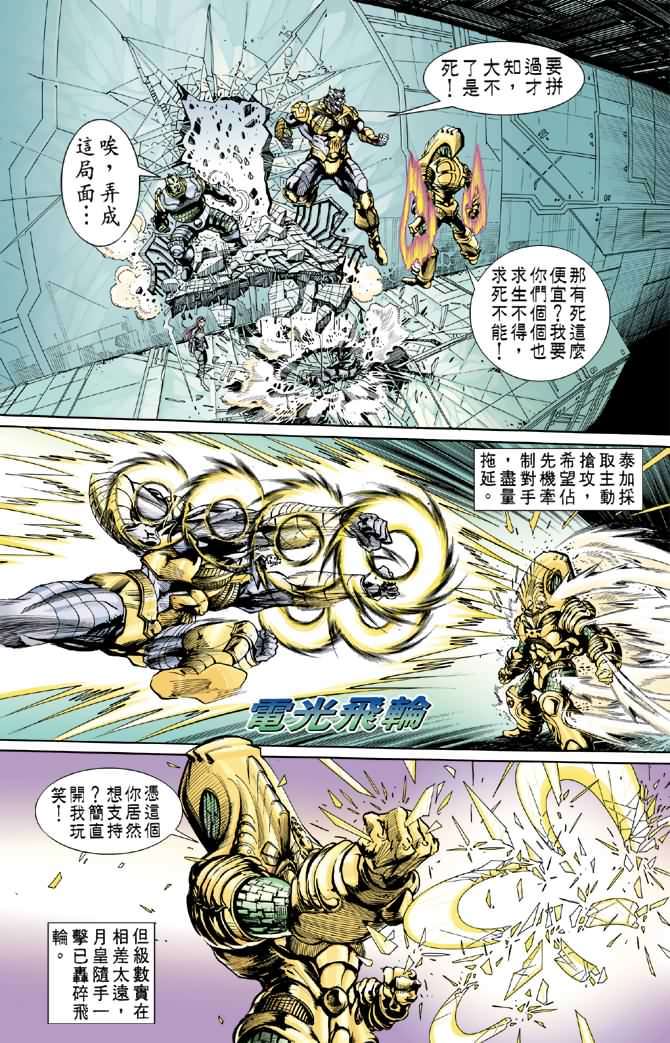 要拼
過才
知,
大不
了是
死!
唉,弄成
這局面…
那有死這麼
便宜?我要
你們個個也
求生不得,
求死不能!
泰加採
取主動
搶攻,
希望佔
先機牽
制對手
,盡量
拖延。
電光飛輪
憑這個
你居然
想支持
?簡直
開我玩
笑!
但級數實在
相差太遠,
月皇隨手一
擊已轟碎飛
輪。